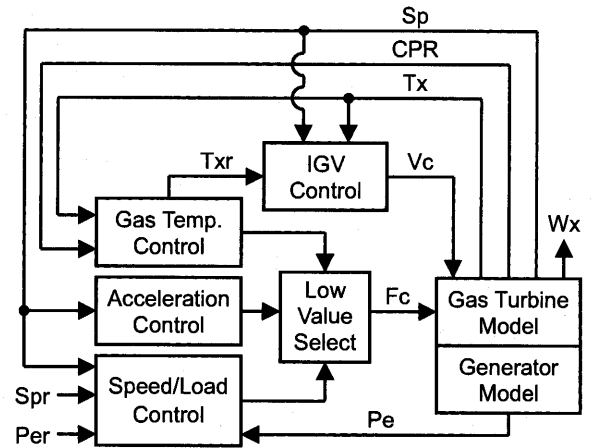 Sp
CPR
Tx
Txr
IGV
Control
Vc
Gas Temp.
Control
Wx
Acceleration
Control
Low
Value
Select
Fc
Gas Turbine
Model
Generator
Model
Speed/Load
Control
Spr
Per
Pe